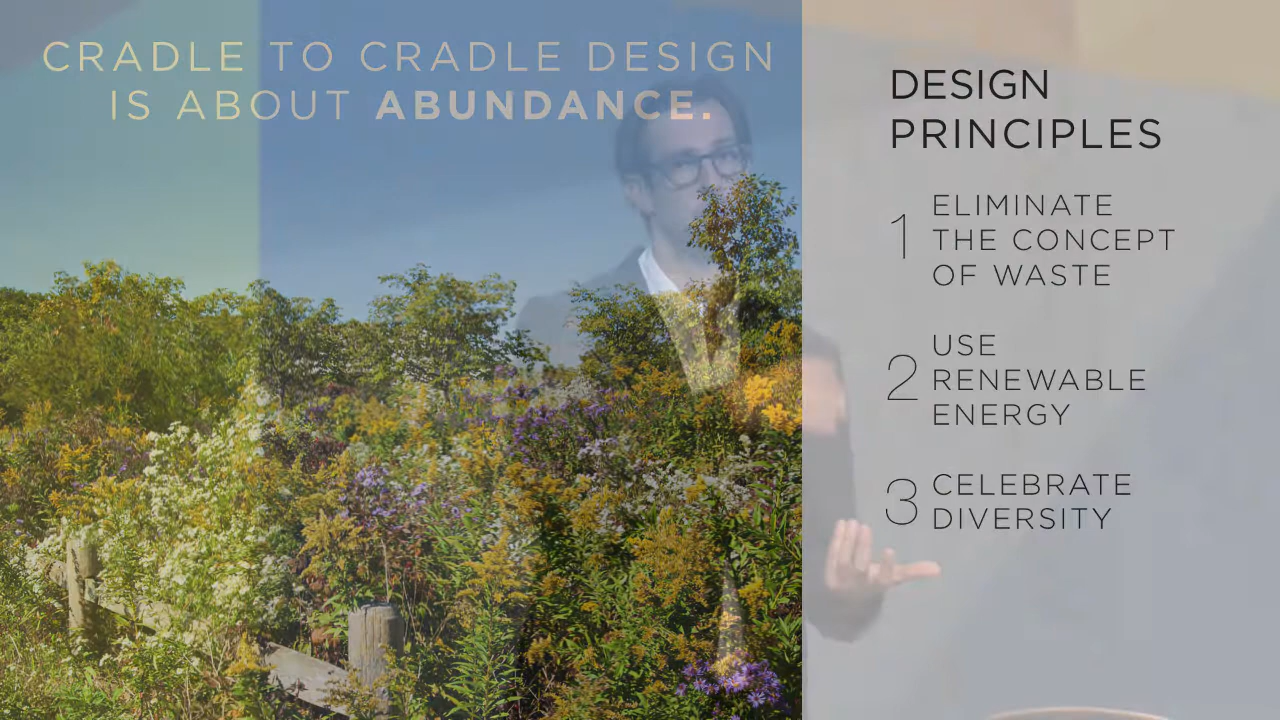 CRADLE TO CRADLE DESIGN
IS ABOUT ABUNDANCE.
DESIGN
PRINCIPLES
1 ELIMINATE
THE CONCEPT
OF WASTE
2 USE
RENEWABLE
ENERGY
3 CELEBRATE
DIVERSITY